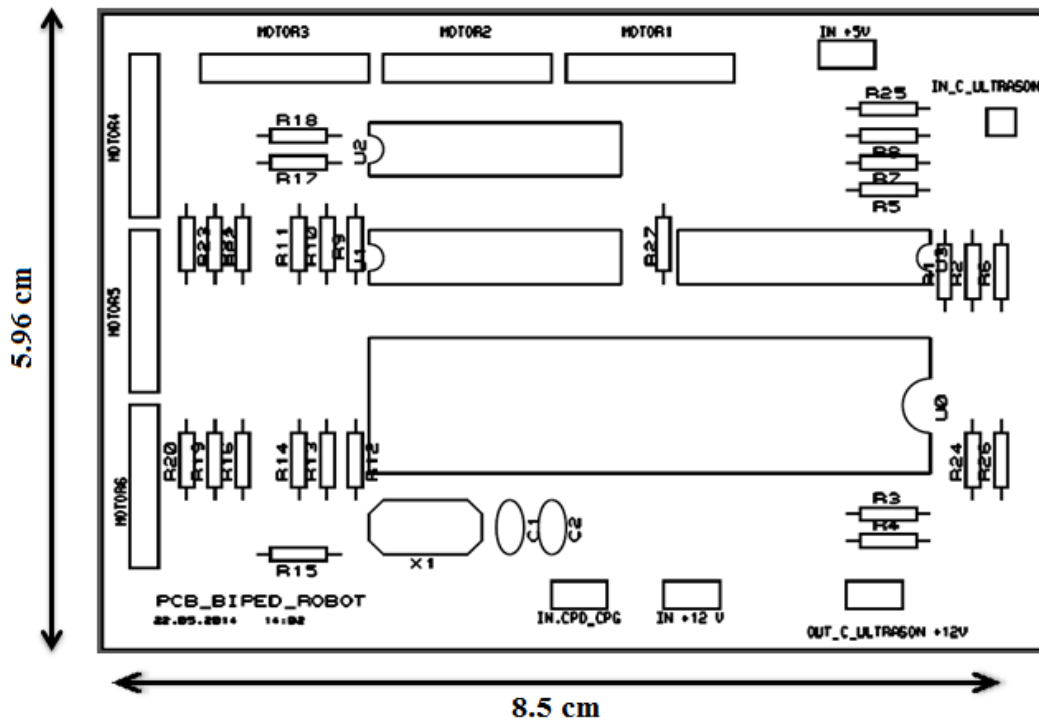 MOTOR3
MOTOR2
MOTOR1
IN +5V
IN_C_ULTRASON
R25
R8
R7
R5
MOTOR4
R18
R17
U2
R23
R11
R10
R9
U1
R27
R1
U3
R2
R6
MOTOR5
5.96 cm
U0
R20
R19
R16
R14
R13
R12
R24
R26
MOTOR6
R3
R4
C1
C2
X1
R15
PCB_BIPED_ROBOT
22.05.2014 14:02
IN.CPD_CPG
IN +12 V
OUT_C_ULTRASON +12V
8.5 cm